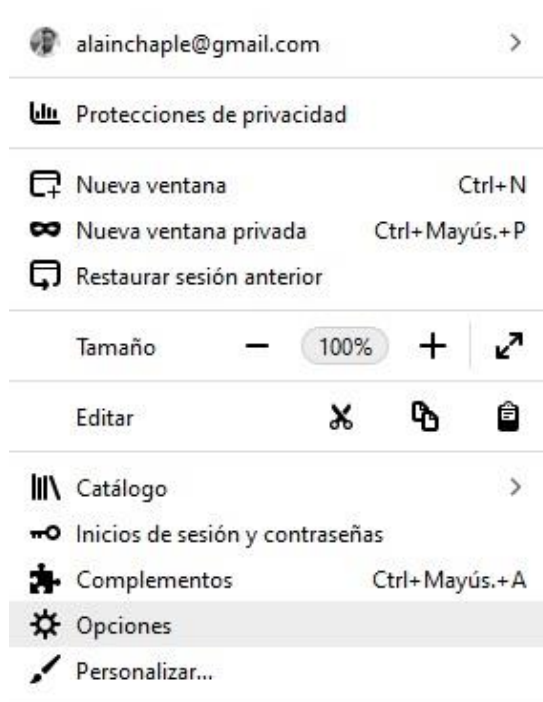 alainchaple@gmail.com
Protecciones de privacidad
Nueva ventana Ctrl+N
Nueva ventana privada Ctrl+Mayús.+P
Restaurar sesión anterior
Tamaño 100%
Editar
Catálogo
Inicios de sesión y contraseñas
Complementos Ctrl+Mayús.+A
Opciones
Personalizar...